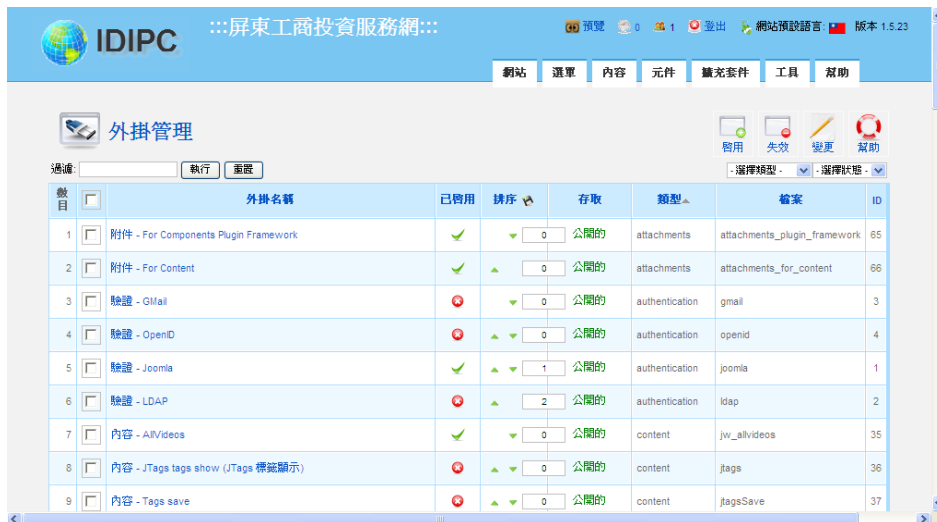 IDIPC :::屏東工商投資服務網::: 預覽 0 1 登出 網站預設語言: 版本 1.5.23
網站 選單 內容 元件 擴充套件 工具 幫助
外掛管理
啓用 失效 變更 幫助
過濾: 執行 重置 - 選擇類型 - - 選擇狀態 -
數目 外掛名稱 已啓用 排序 存取 類型 檔案 ID
1 附件 - For Components Plugin Framework 0 公開的 attachments attachments_plugin_framework 65
2 附件 - For Content 0 公開的 attachments attachments_for_content 66
3 驗證 - GMail 0 公開的 authentication gmail 3
4 驗證 - OpenID 0 公開的 authentication openid 4
5 驗證 - Joomla 1 公開的 authentication joomla 1
6 驗證 - LDAP 2 公開的 authentication ldap 2
7 內容 - AllVideos 0 公開的 content jw_allvideos 35
8 內容 - JTags tags show (JTags 標籤顯示) 0 公開的 content jtags 36
9 內容 - Tags save 0 公開的 content jtagsSave 37